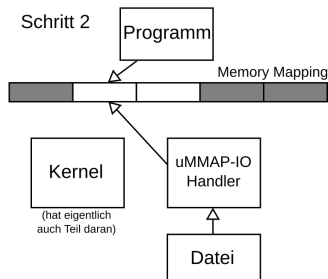 Schritt 2
Programm
Memory Mapping
Kernel
(hat eigentlich
auch Teil daran)
uMMAP-IO
Handler
Datei